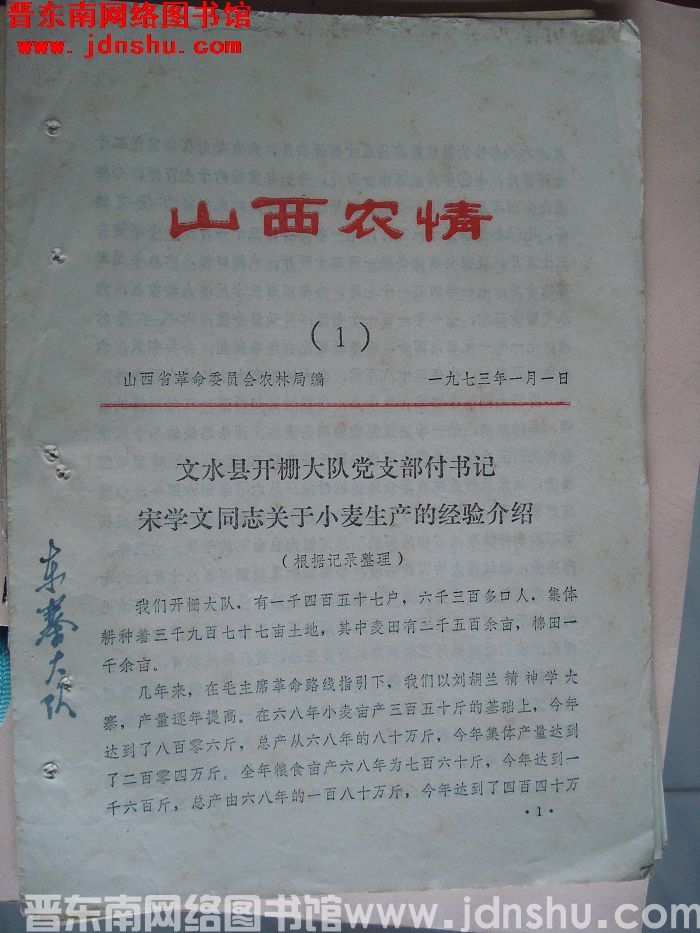 晋东南网络图书馆
www.jdnshu.com
山西农情
（1）
山西省革命委员会农林局编 一九七三年一月一日
文水县开栅大队党支部付书记
宋学文同志关于小麦生产的经验介绍
（根据记录整理）
我们开栅大队，有一千四百五十七户，六千三百多口人，集体
耕种着三千九百七十七亩土地，其中麦田有二千五百余亩，棉田一
千余亩。
几年来，在毛主席革命路线指引下，我们以刘胡兰精神学大
寨，产量逐年提高。在六八年小麦亩产三百五十斤的基础上，今年
达到了八百零六斤，总产从六八年的八十万斤，今年集体产量达到
了二百零四万斤。全年粮食亩产六八年为七百六十斤，今年达到一
千六百斤，总产由六八年的一百八十万斤，今年达到了四百四十万
·1·
东寨大队
晋东南网络图书馆 www.jdnshu.com